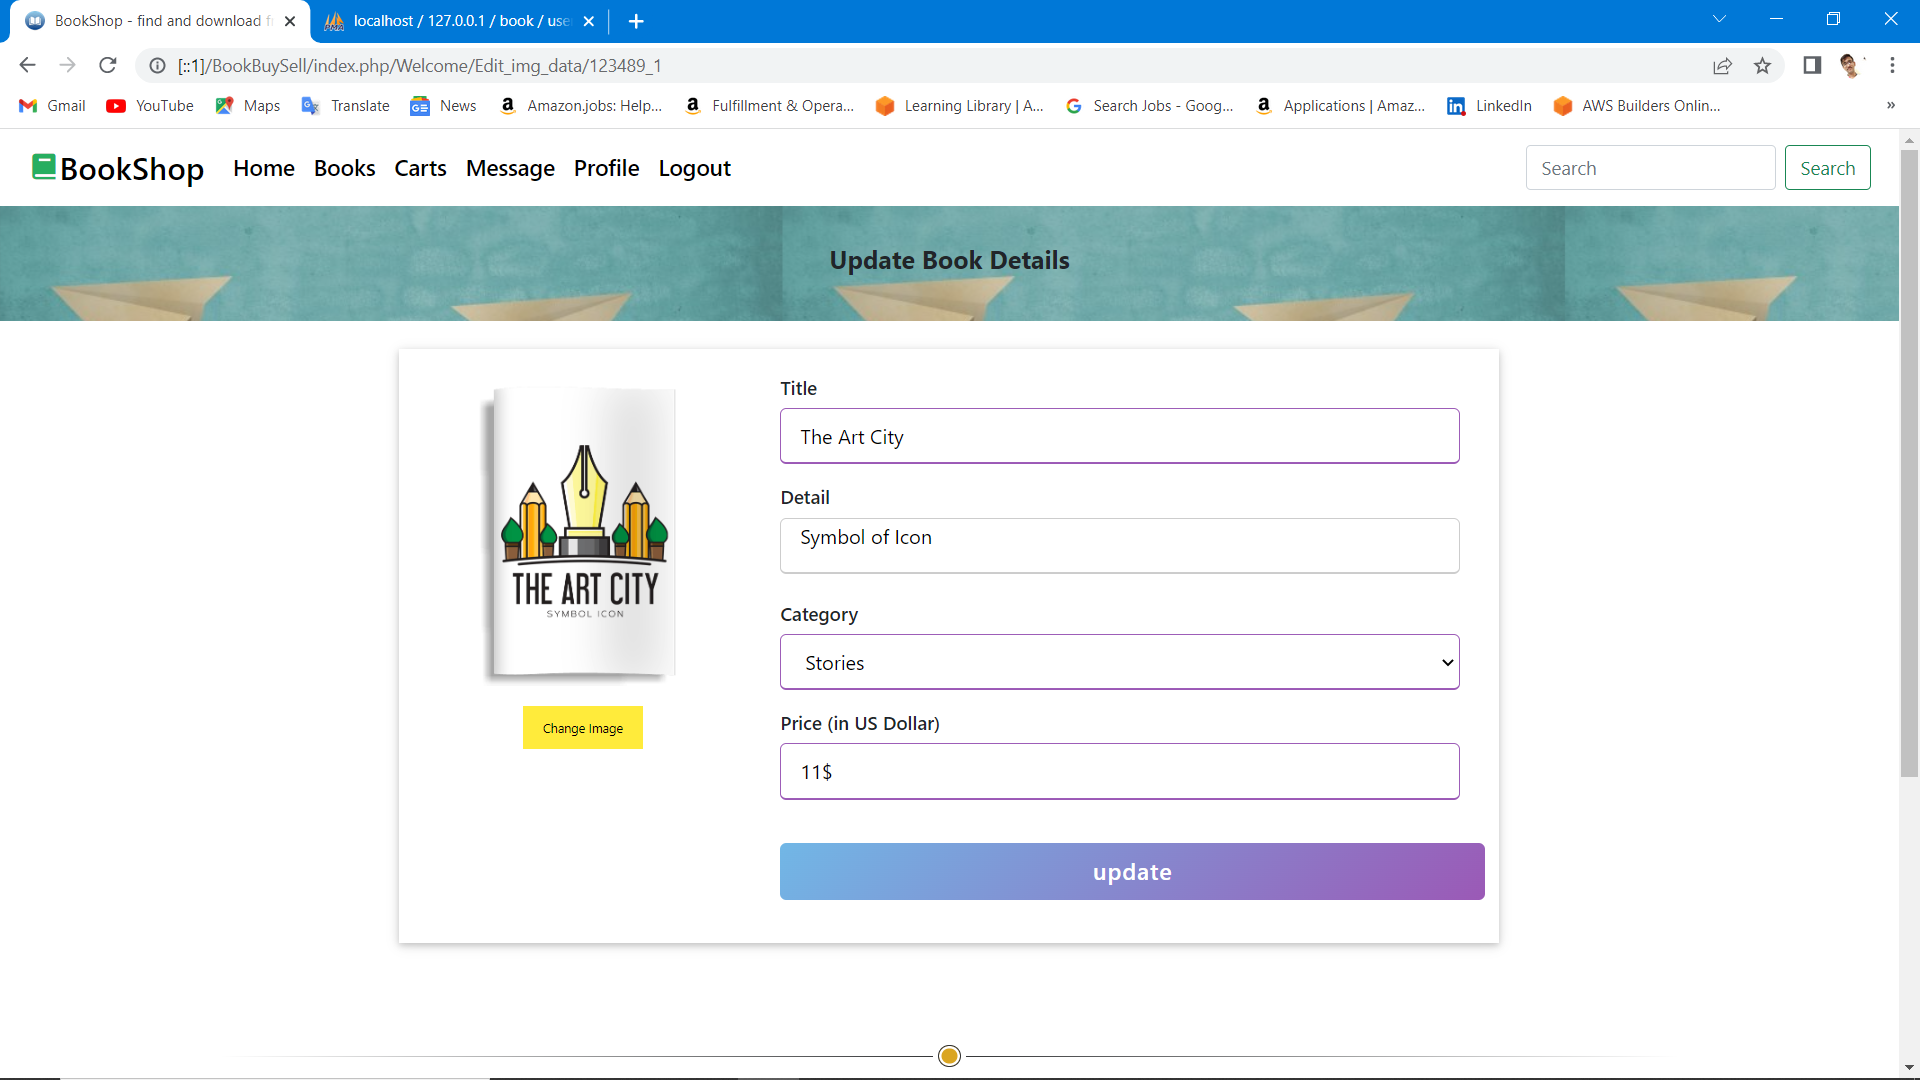 BookShop - find and download f
localhost / 127.0.0.1 / book / use
[::1]/BookBuySell/index.php/Welcome/Edit_img_data/123489_1
Gmail YouTube Maps Translate News Amazon.jobs: Help... Fulfillment & Opera... Learning Library | A... Search Jobs - Goog... Applications | Amaz... LinkedIn AWS Builders Onlin... »
BookShop Home Books Carts Message Profile Logout Search Search
Update Book Details
THE ART CITY
SYMBOL ICON
Change Image
Title
The Art City
Detail
Symbol of Icon
Category
Stories
Price (in US Dollar)
11$
update